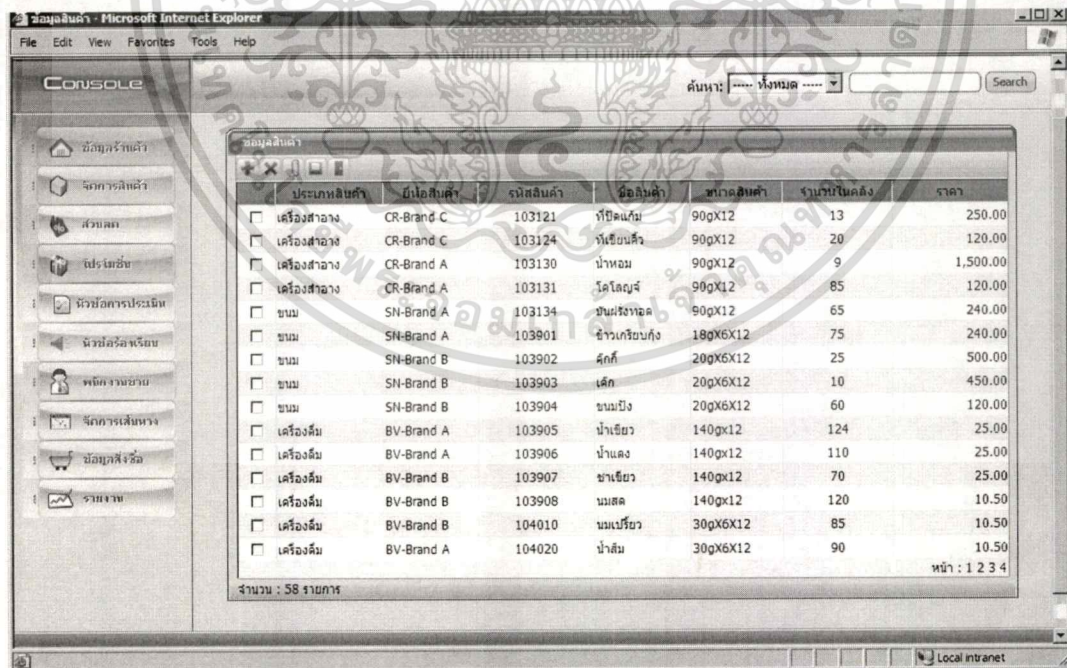 ข้อมูลสินค้า - Microsoft Internet Explorer
File Edit View Favorites Tools Help
CONSOLE
ค้นหา: ----- ทั้งหมด ----- Search
ข้อมูลร้านค้า
จัดการสินค้า
ส่วนลด
โปรโมชั่น
หัวข้อการประเมิน
หัวข้อร้องเรียน
พนักงานขาย
จัดการเส้นทาง
ข้อมูลสั่งซื้อ
รายงาน
ข้อมูลสินค้า
ประเภทสินค้า ยี่ห้อสินค้า รหัสสินค้า ชื่อสินค้า ขนาดสินค้า จำนวนในคลัง ราคา
เครื่องสำอาง CR-Brand C 103121 ที่ปัดแก้ม 90gX12 13 250.00
เครื่องสำอาง CR-Brand C 103124 ที่เขียนคิ้ว 90gX12 20 120.00
เครื่องสำอาง CR-Brand A 103130 น้ำหอม 90gX12 9 1,500.00
เครื่องสำอาง CR-Brand A 103131 โคโลญจ์ 90gX12 85 120.00
ขนม SN-Brand A 103134 มันฝรั่งทอด 90gX12 65 240.00
ขนม SN-Brand A 103901 ข้าวเกรียบกุ้ง 18gX6X12 75 240.00
ขนม SN-Brand B 103902 คุ้กกี้ 20gX6X12 25 500.00
ขนม SN-Brand B 103903 เค้ก 20gX6X12 10 450.00
ขนม SN-Brand B 103904 ขนมปัง 20gX6X12 60 120.00
เครื่องดื่ม BV-Brand A 103905 น้ำเขียว 140gx12 124 25.00
เครื่องดื่ม BV-Brand A 103906 น้ำแดง 140gx12 110 25.00
เครื่องดื่ม BV-Brand B 103907 ชาเขียว 140gx12 70 25.00
เครื่องดื่ม BV-Brand B 103908 นมสด 140gx12 120 10.50
เครื่องดื่ม BV-Brand B 104010 นมเปรี้ยว 30gX6X12 85 10.50
เครื่องดื่ม BV-Brand A 104020 น้ำส้ม 30gX6X12 90 10.50
หน้า : 1 2 3 4
จำนวน : 58 รายการ
Local intranet